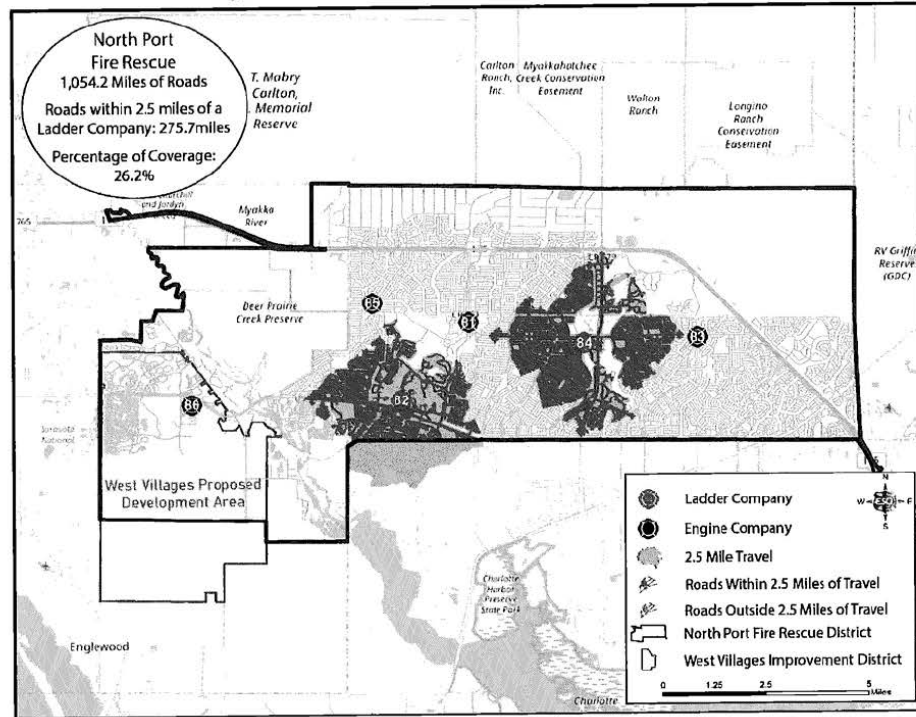 North Port
Fire Rescue
1,054.2 Miles of Roads
Roads within 2.5 miles of a
Ladder Company: 275.7miles
Percentage of Coverage:
26.2%
T. Mabry
Carlton,
Memorial
Reserve
Carlton
Ranch,
Inc.
Myakkahatchee
Creek Conservation
Easement
Walton
Ranch
Longino
Ranch
Conservation
Easement
and Jordyn
765
Myakka
River
RV Griffin
Reserve
(GDC)
Deer Prairie
Creek Preserve
85
81
84
83
82
86
National
West Villages Proposed
Development Area
Charlotte
Harbor
Preserve
State Park
Englewood
Charlotte
N
W
E
S
Ladder Company
Engine Company
2.5 Mile Travel
Roads Within 2.5 Miles of Travel
Roads Outside 2.5 Miles of Travel
North Port Fire Rescue District
West Villages Improvement District
0 1.25 2.5 5
Miles